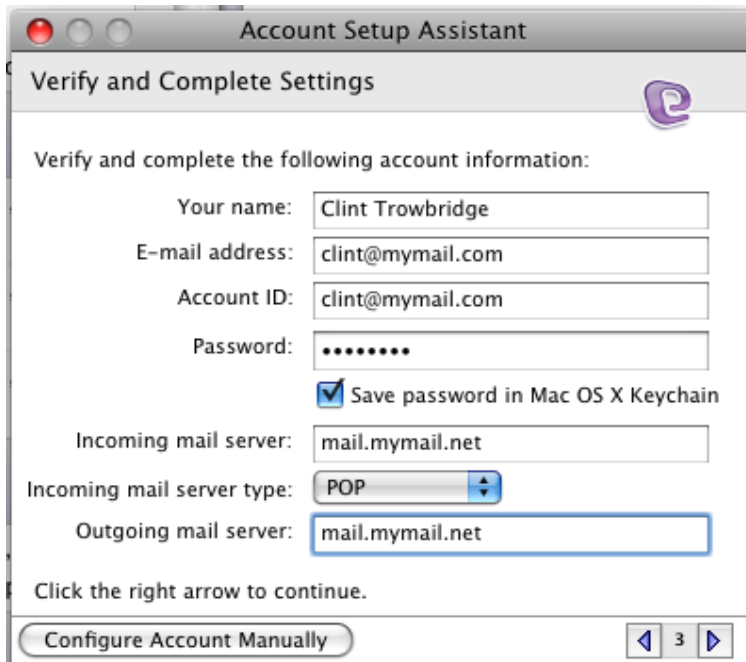 Account Setup Assistant
Verify and Complete Settings
Verify and complete the following account information:
Your name: Clint Trowbridge
E-mail address: clint@mymail.com
Account ID: clint@mymail.com
Password: ••••••••
Save password in Mac OS X Keychain
Incoming mail server: mail.mymail.net
Incoming mail server type: POP
Outgoing mail server: mail.mymail.net
Click the right arrow to continue.
Configure Account Manually 3